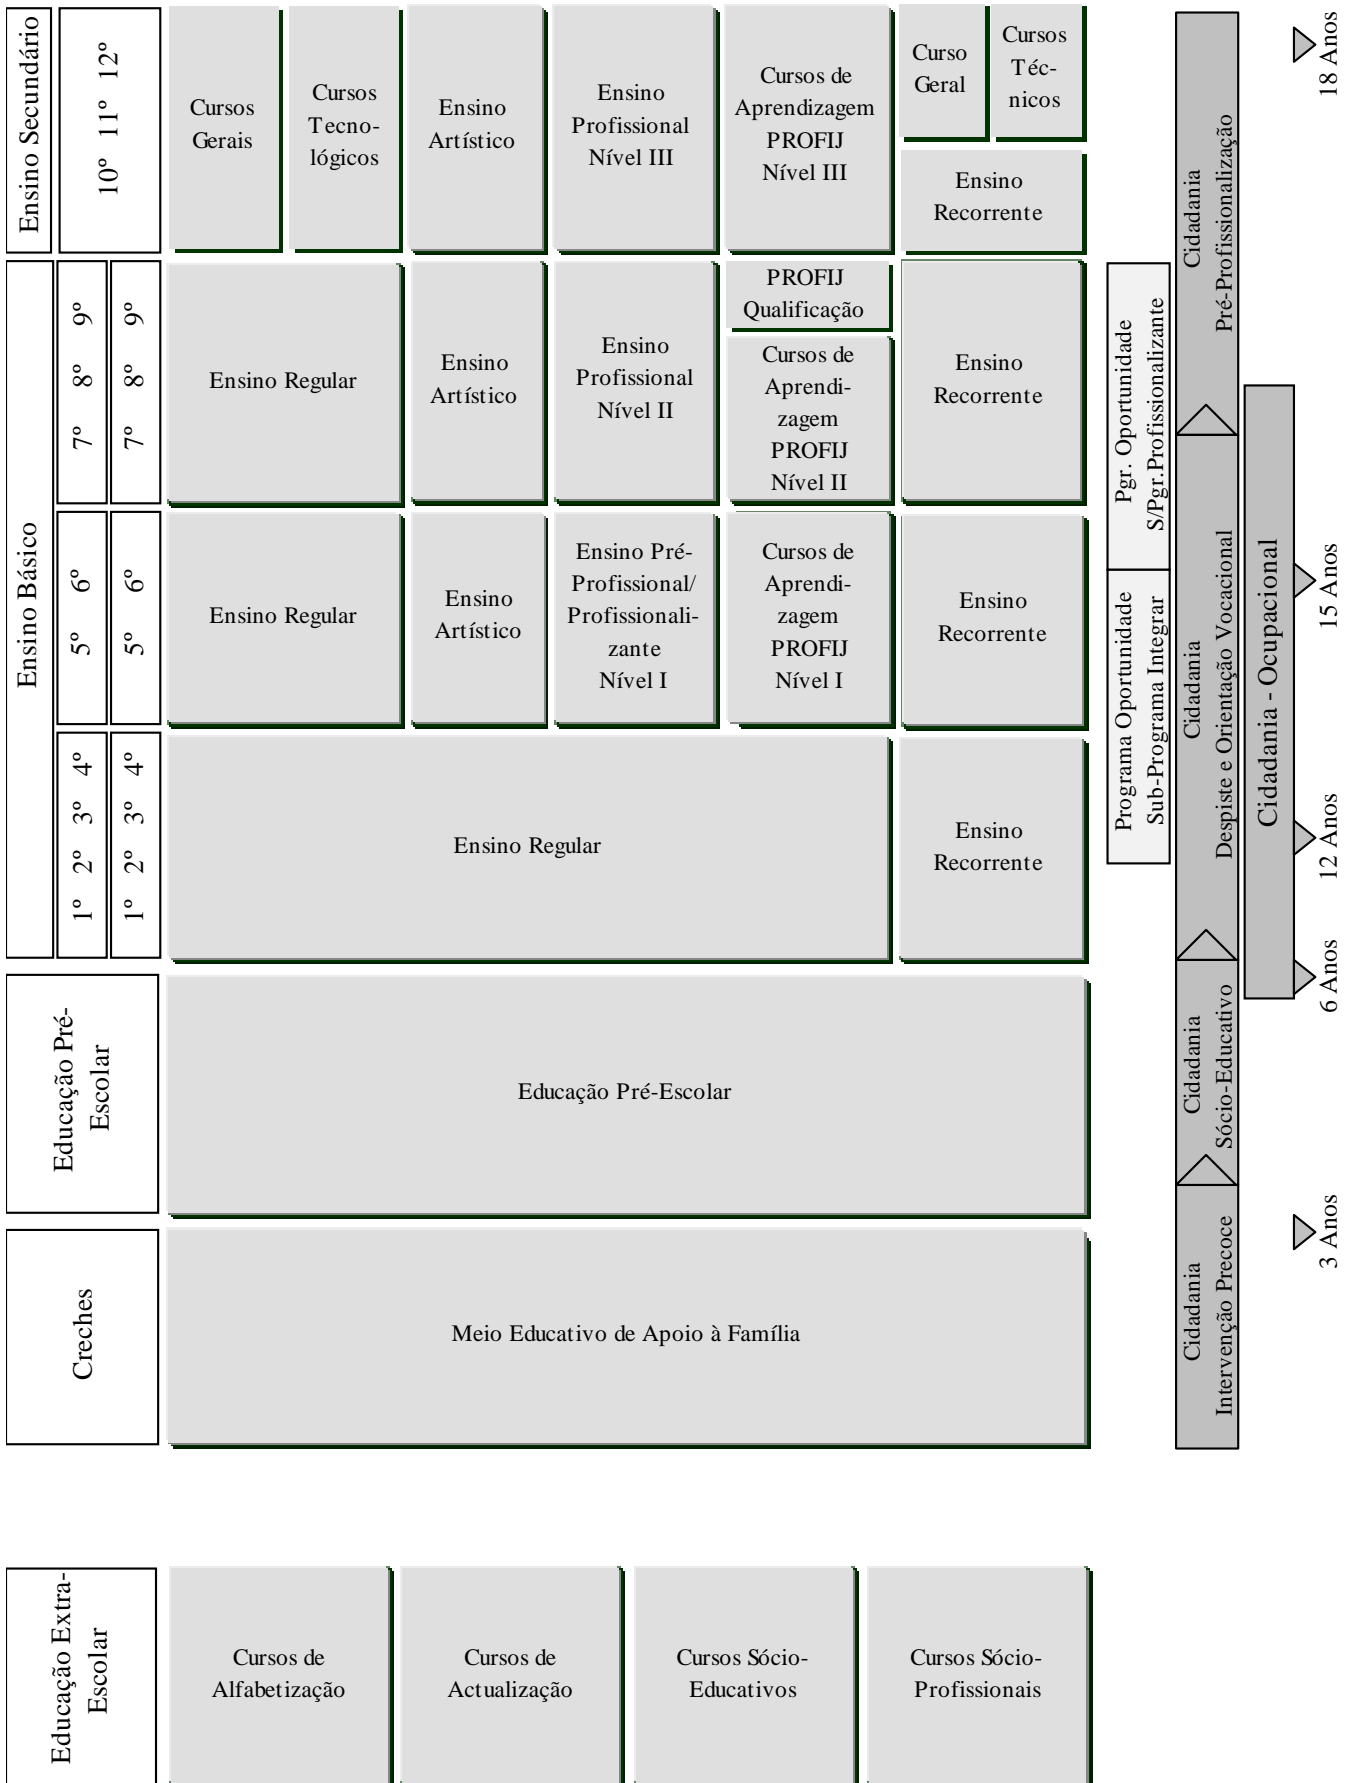 Ensino Secundário
10º 11º 12º
Cursos
Gerais
Cursos
Tecno-
lógicos
Ensino
Artístico
Ensino
Profissional
Nível III
Cursos de
Aprendizagem
PROFIJ
Nível III
Curso
Geral
Cursos
Téc-
nicos
Ensino
Recorrente
Ensino Básico
7º 8º 9º
7º 8º 9º
Ensino Regular
Ensino
Artístico
Ensino
Profissional
Nível II
PROFIJ
Qualificação
Cursos de
Aprendi-
zagem
PROFIJ
Nível II
Ensino
Recorrente
5º 6º
5º 6º
Ensino Regular
Ensino
Artístico
Ensino Pré-
Profissional/
Profissionali-
zante
Nível I
Cursos de
Aprendi-
zagem
PROFIJ
Nível I
Ensino
Recorrente
1º 2º 3º 4º
1º 2º 3º 4º
Ensino Regular
Ensino
Recorrente
Educação Pré-
Escolar
Educação Pré-Escolar
Creches
Meio Educativo de Apoio à Família
Educação Extra-
Escolar
Cursos de
Alfabetização
Cursos de
Actualização
Cursos Sócio-
Educativos
Cursos Sócio-
Profissionais
Pgr. Oportunidade
S/Pgr.Profissionalizante
Programa Oportunidade
Sub-Programa Integrar
Cidadania
Pré-Profissionalização
Cidadania
Despiste e Orientação Vocacional
Cidadania
Sócio-Educativo
Cidadania
Intervenção Precoce
Cidadania - Ocupacional
18 Anos
15 Anos
12 Anos
6 Anos
3 Anos